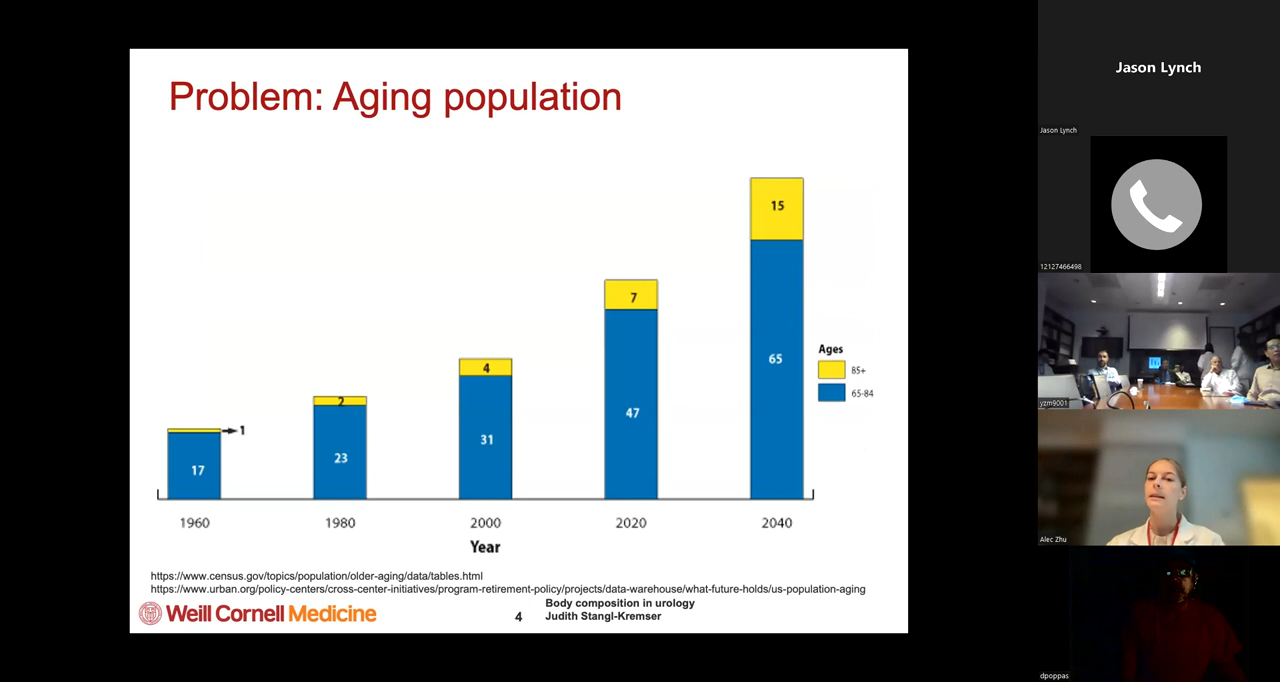 Problem: Aging population
15
7
65
4
47
2
31
1
23
17
Ages
85+
65-84
1960
1980
2000
2020
2040
Year
https://www.census.gov/topics/population/older-aging/data/tables.html
https://www.urban.org/policy-centers/cross-center-initiatives/program-retirement-policy/projects/data-warehouse/what-future-holds/us-population-aging
Weill Cornell Medicine
4
Body composition in urology
Judith Stangl-Kremser
Jason Lynch
Jason Lynch
12127466498
yzm9001
Alec Zhu
dpoppas